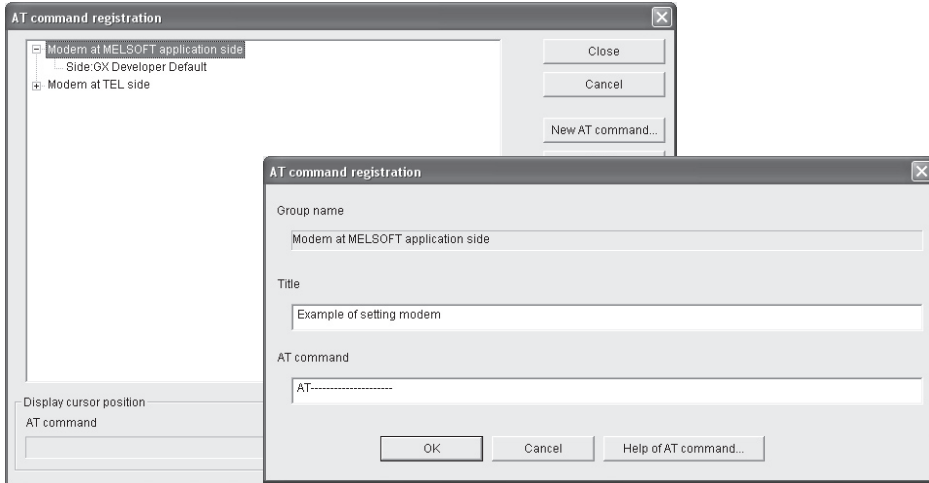 AT command registration
Modem at MELSOFT application side
Side:GX Developer Default
Modem at TEL side
Close
Cancel
New AT command...
Display cursor position
AT command
AT command registration
Group name
Modem at MELSOFT application side
Title
Example of setting modem
AT command
AT---------------------
OK
Cancel
Help of AT command...